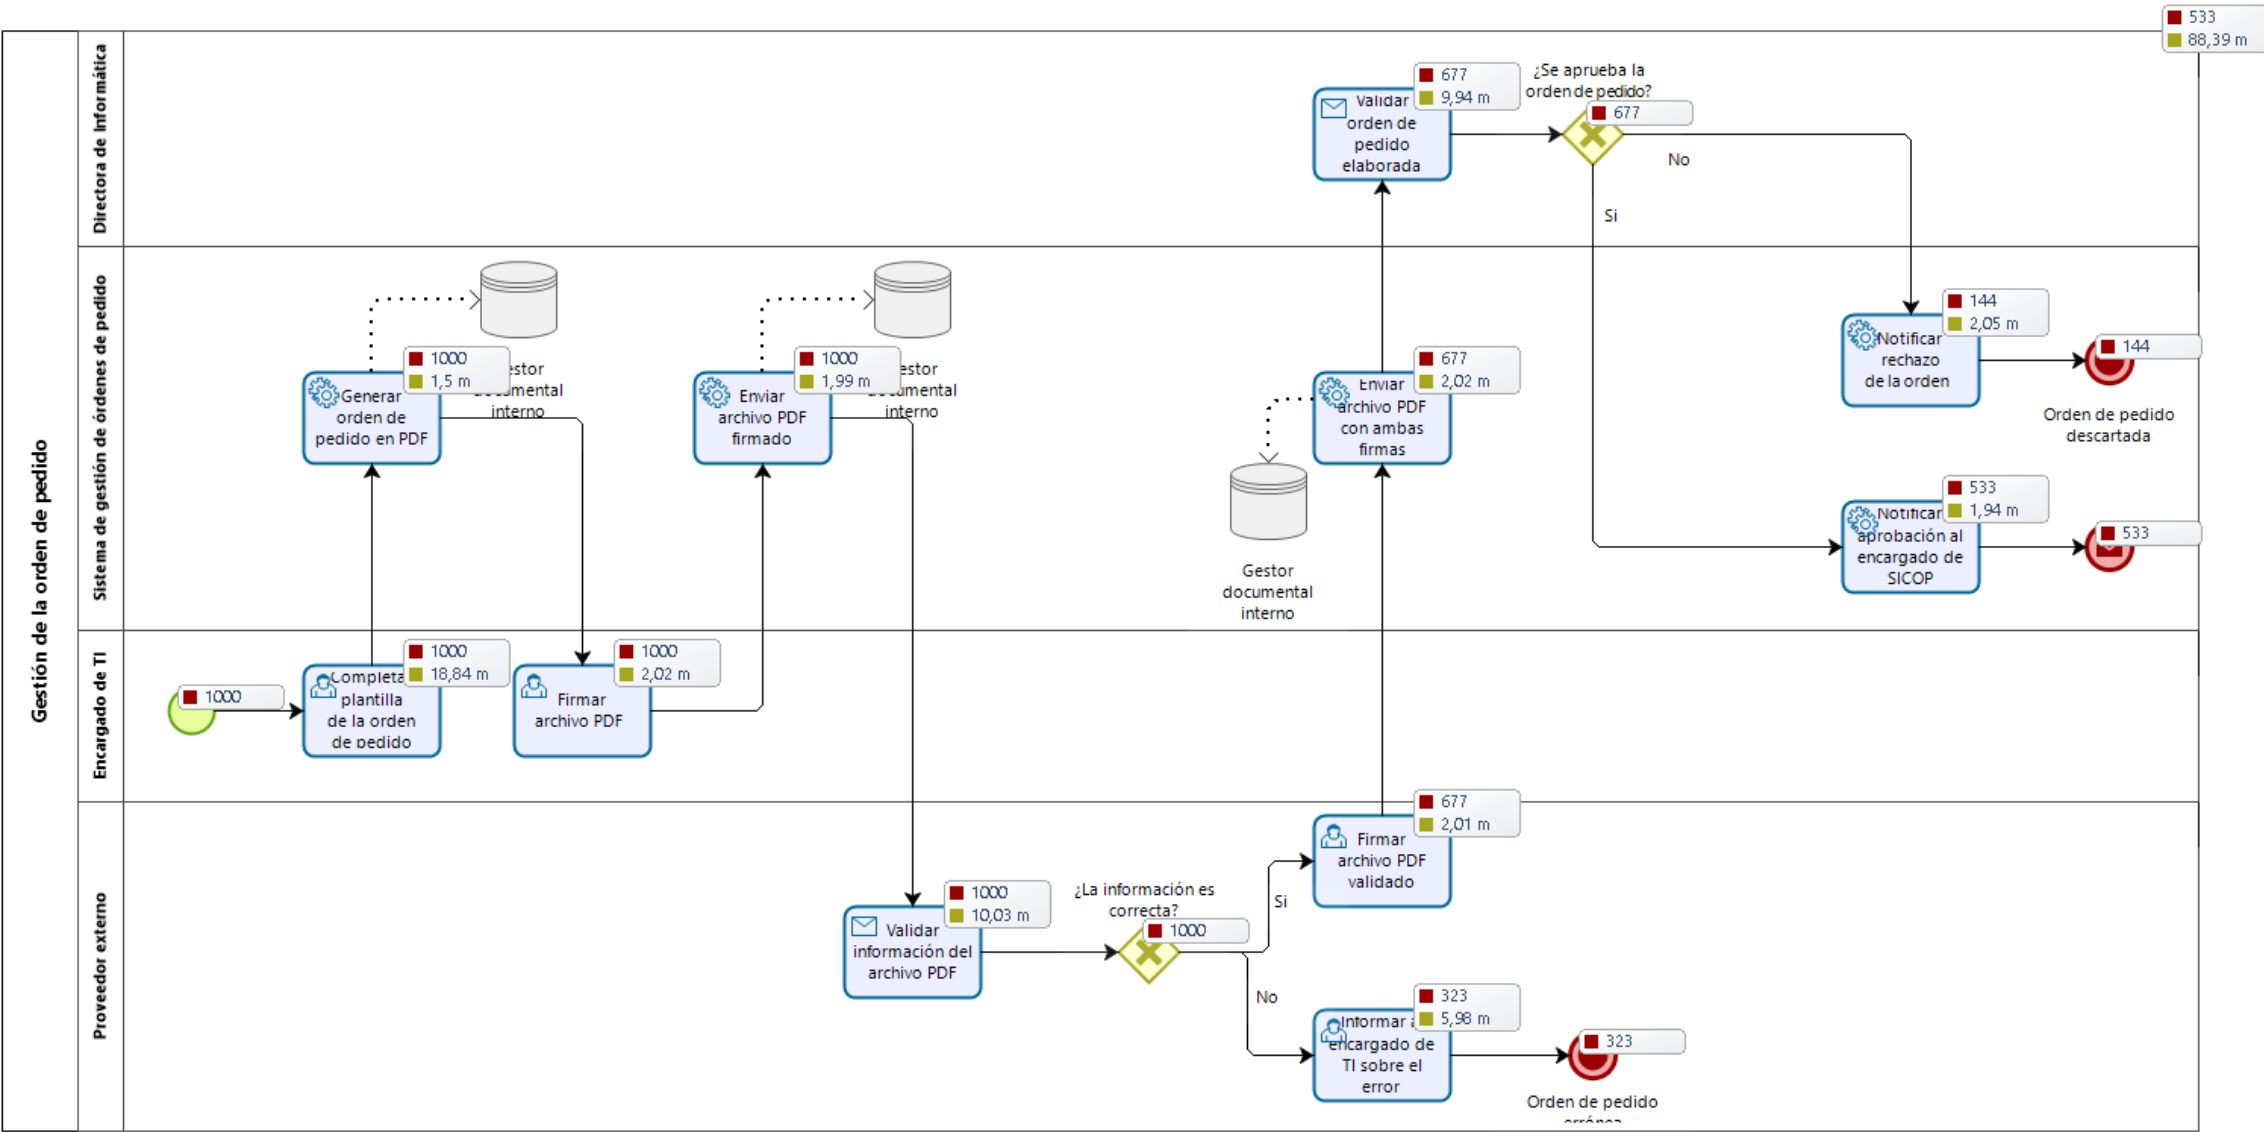 533
88,39 m
Gestión de la orden de pedido
Directora de Informática
677
9,94 m
Validar
orden de
pedido
elaborada
¿Se aprueba la
orden de pedido?
677
No
Si
Sistema de gestión de órdenes de pedido
1000
1,5 m
Generar
orden de
pedido en PDF
interno
1000
1,99 m
Enviar
archivo PDF
firmado
interno
677
2,02 m
Enviar
archivo PDF
con ambas
firmas
Gestor
documental
interno
144
2,05 m
Notificar
rechazo
de la orden
144
Orden de pedido
descartada
533
1,94 m
Notificar
aprobación al
encargado de
SICOP
533
Encargado de TI
1000
1000
18,84 m
plantilla
de la orden
de pedido
1000
2,02 m
Firmar
archivo PDF
Proveedor externo
1000
10,03 m
Validar
información del
archivo PDF
¿La información es
correcta?
1000
Si
No
677
2,01 m
Firmar
archivo PDF
validado
323
5,98 m
Informar
encargado de
TI sobre el
error
323
Orden de pedido